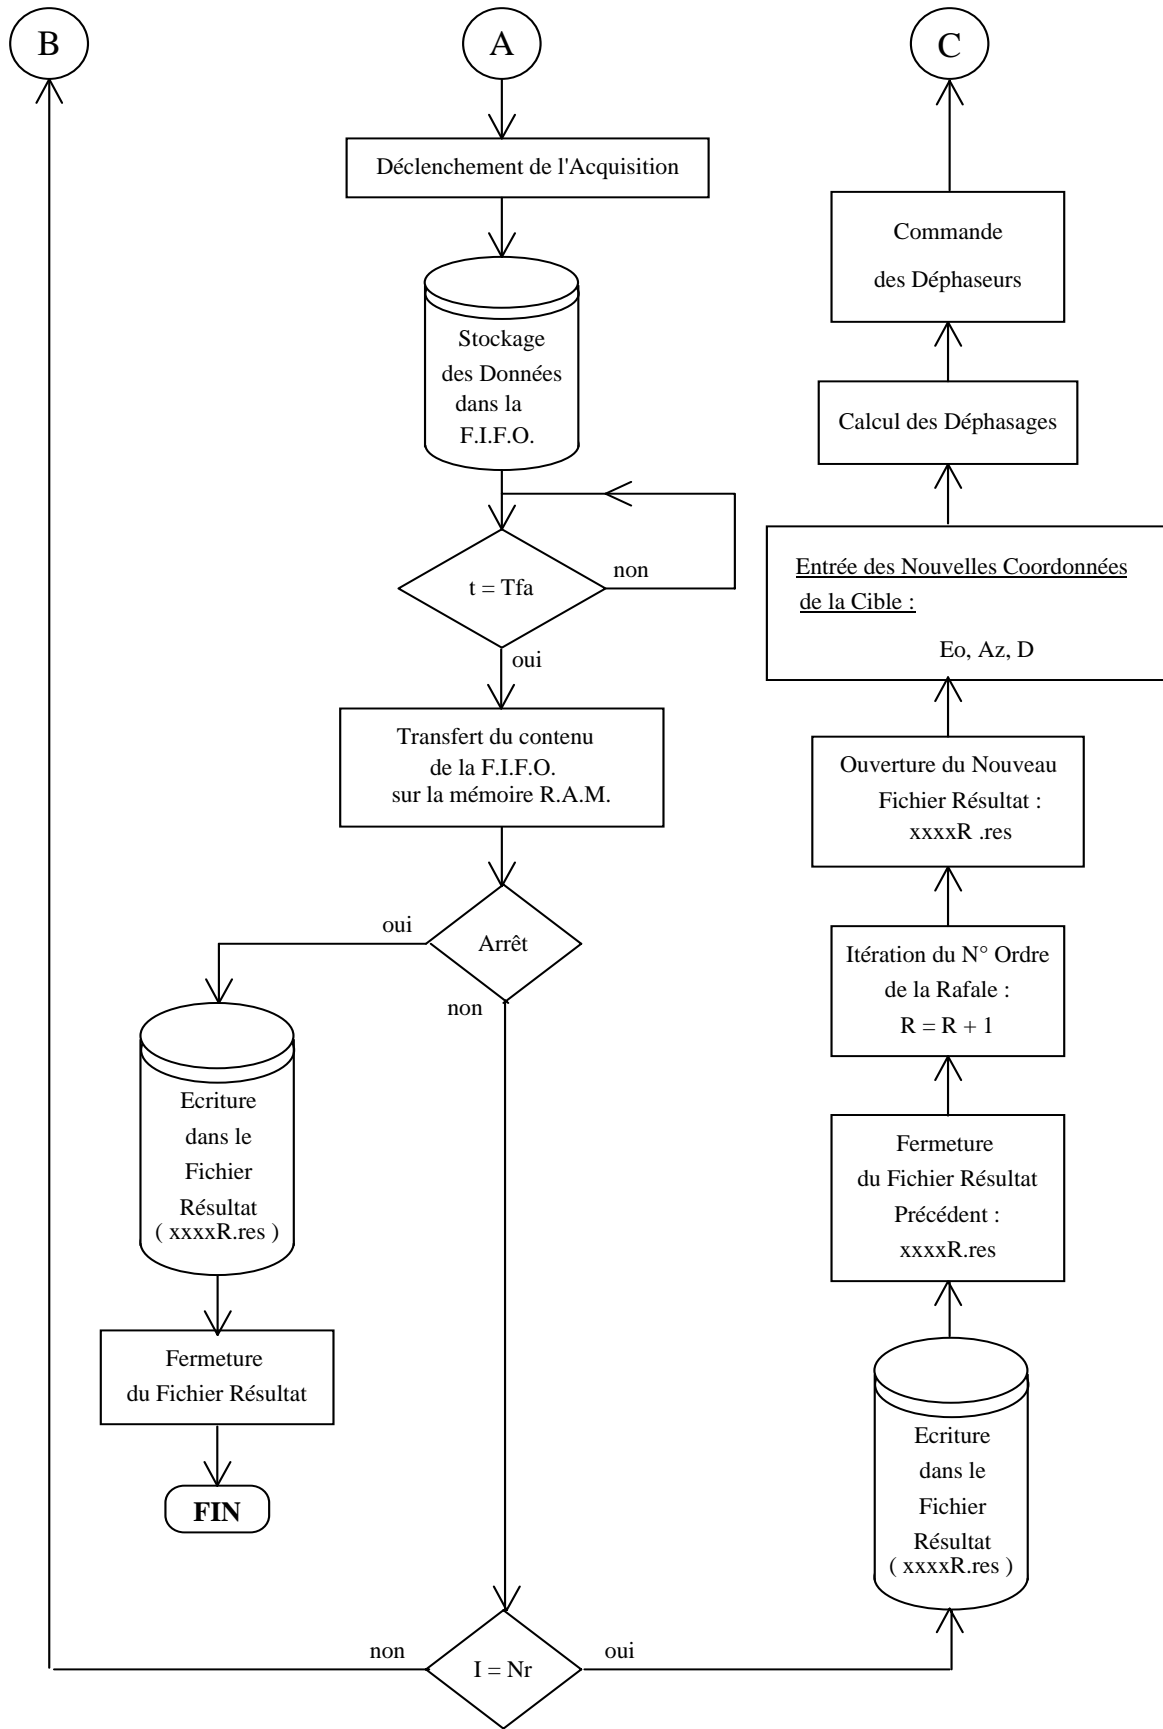 B
A
C
Déclenchement de l'Acquisition
Stockage
des Données
dans la
F.I.F.O.
t = Tfa
non
oui
Transfert du contenu
de la F.I.F.O.
sur la mémoire R.A.M.
Arrêt
oui
non
Ecriture
dans le
Fichier
Résultat
( xxxxR.res )
Fermeture
du Fichier Résultat
FIN
I = Nr
non
oui
Commande
des Déphaseurs
Calcul des Déphasages
Entrée des Nouvelles Coordonnées
de la Cible :
Eo, Az, D
Ouverture du Nouveau
Fichier Résultat :
xxxxR .res
Itération du N° Ordre
de la Rafale :
R = R + 1
Fermeture
du Fichier Résultat
Précédent :
xxxxR.res
Ecriture
dans le
Fichier
Résultat
( xxxxR.res )